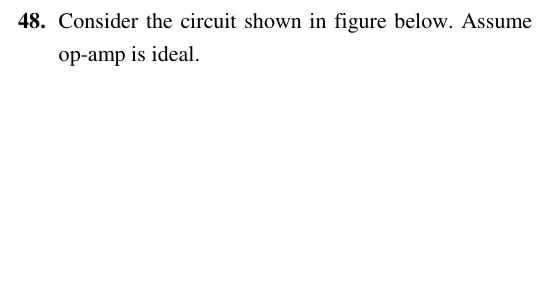 48. Consider the circuit shown in figure below. Assume
op-amp is ideal.